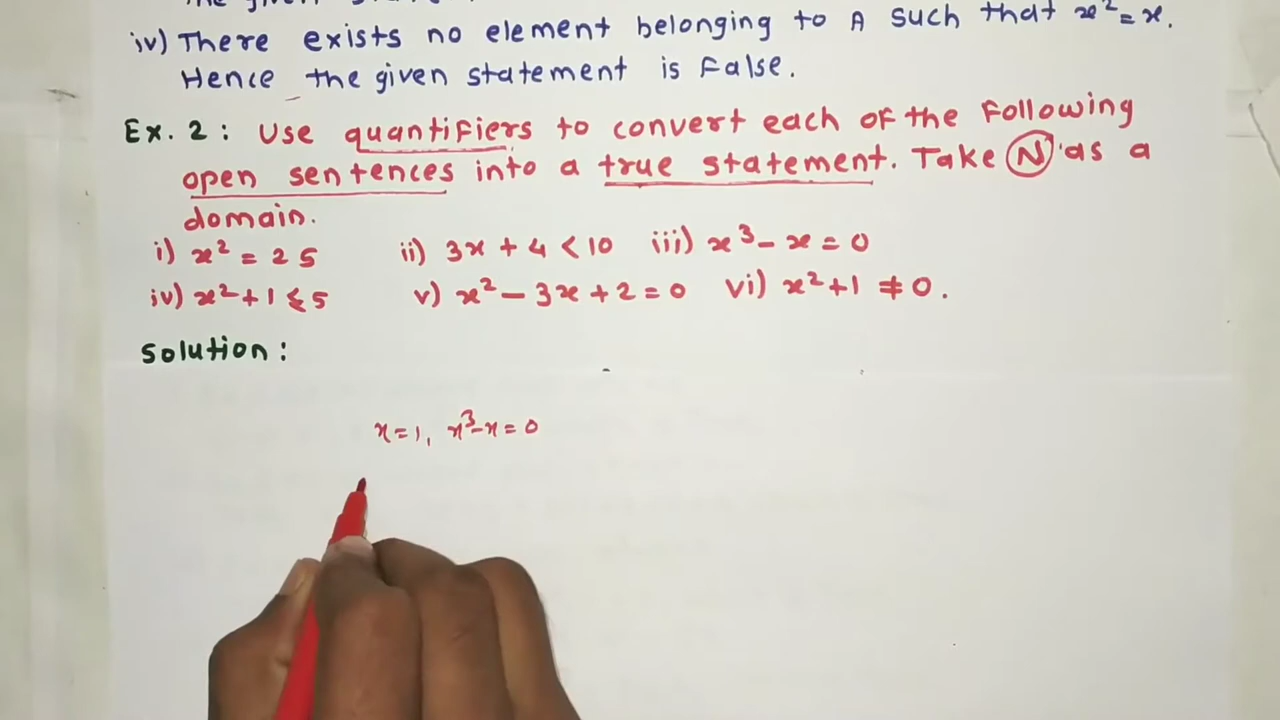 iv) There exists no element belonging to A such that x² = x.
Hence the given statement is False.
Ex. 2 : Use quantifiers to convert each of the following
open sentences into a true statement. Take N as a
domain.
i) x² = 25 ii) 3x + 4 < 10 iii) x³ - x = 0
iv) x² + 1 ≤ 5 v) x² - 3x + 2 = 0 vi) x² + 1 ≠ 0.
Solution :
x = 1, x³ - x = 0